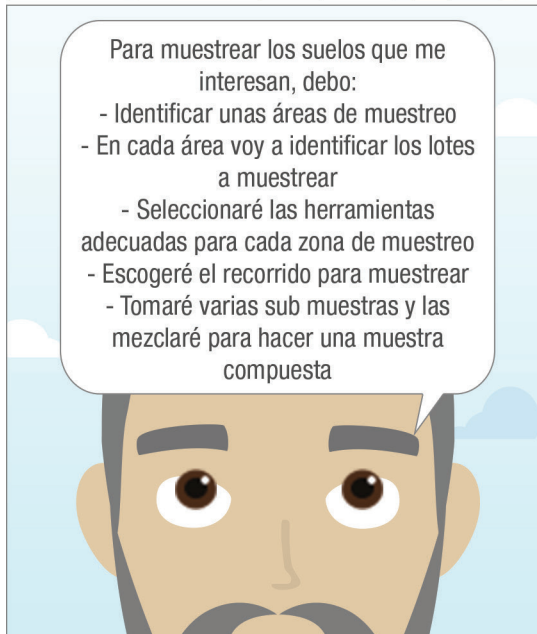 Para muestrear los suelos que me
interesan, debo:
- Identificar unas áreas de muestreo
- En cada área voy a identificar los lotes
a muestrear
- Seleccionaré las herramientas
adecuadas para cada zona de muestreo
- Escogeré el recorrido para muestrear
- Tomaré varias sub muestras y las
mezclaré para hacer una muestra
compuesta